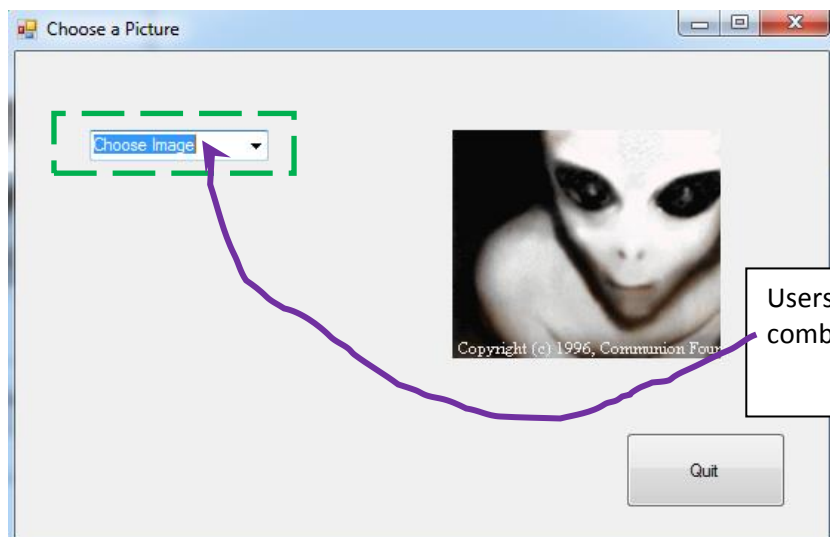 Choose a Picture
Choose Image
Users
comb
Copyright (c) 1996, Communion Four
Quit